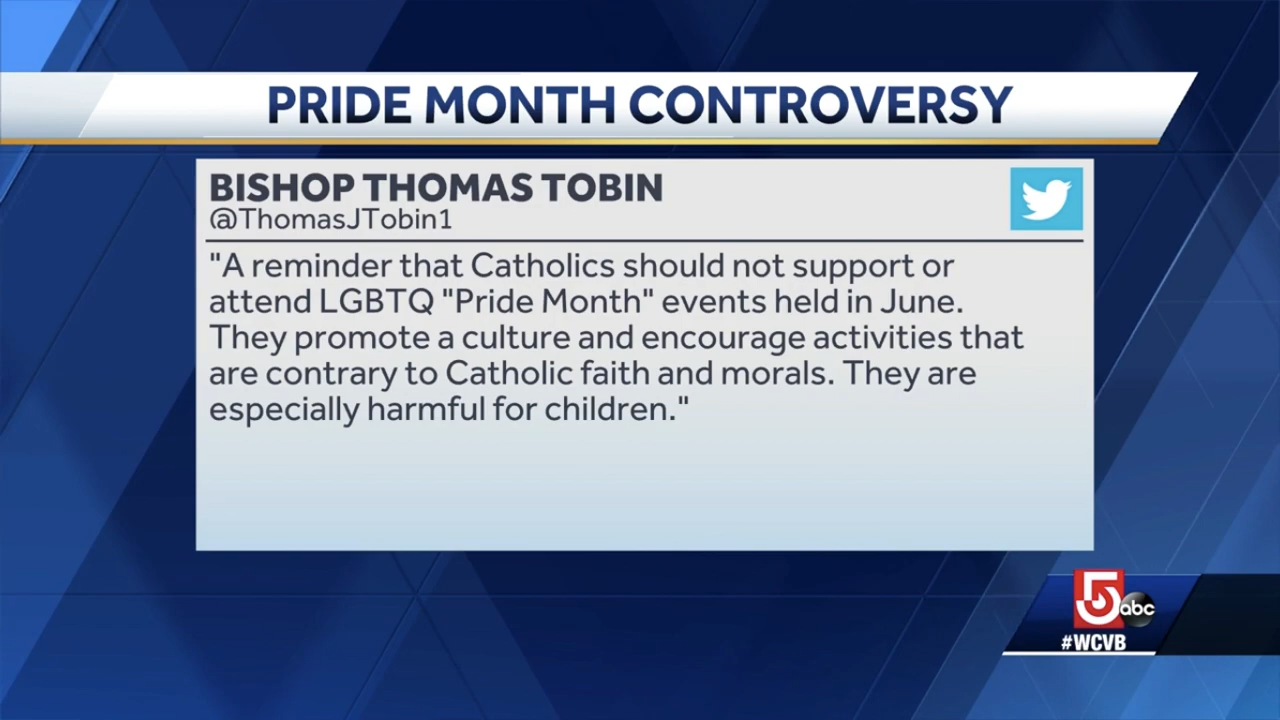 PRIDE MONTH CONTROVERSY
BISHOP THOMAS TOBIN
@ThomasJTobin1
"A reminder that Catholics should not support or
attend LGBTQ "Pride Month" events held in June.
They promote a culture and encourage activities that
are contrary to Catholic faith and morals. They are
especially harmful for children."
5 abc
#WCVB